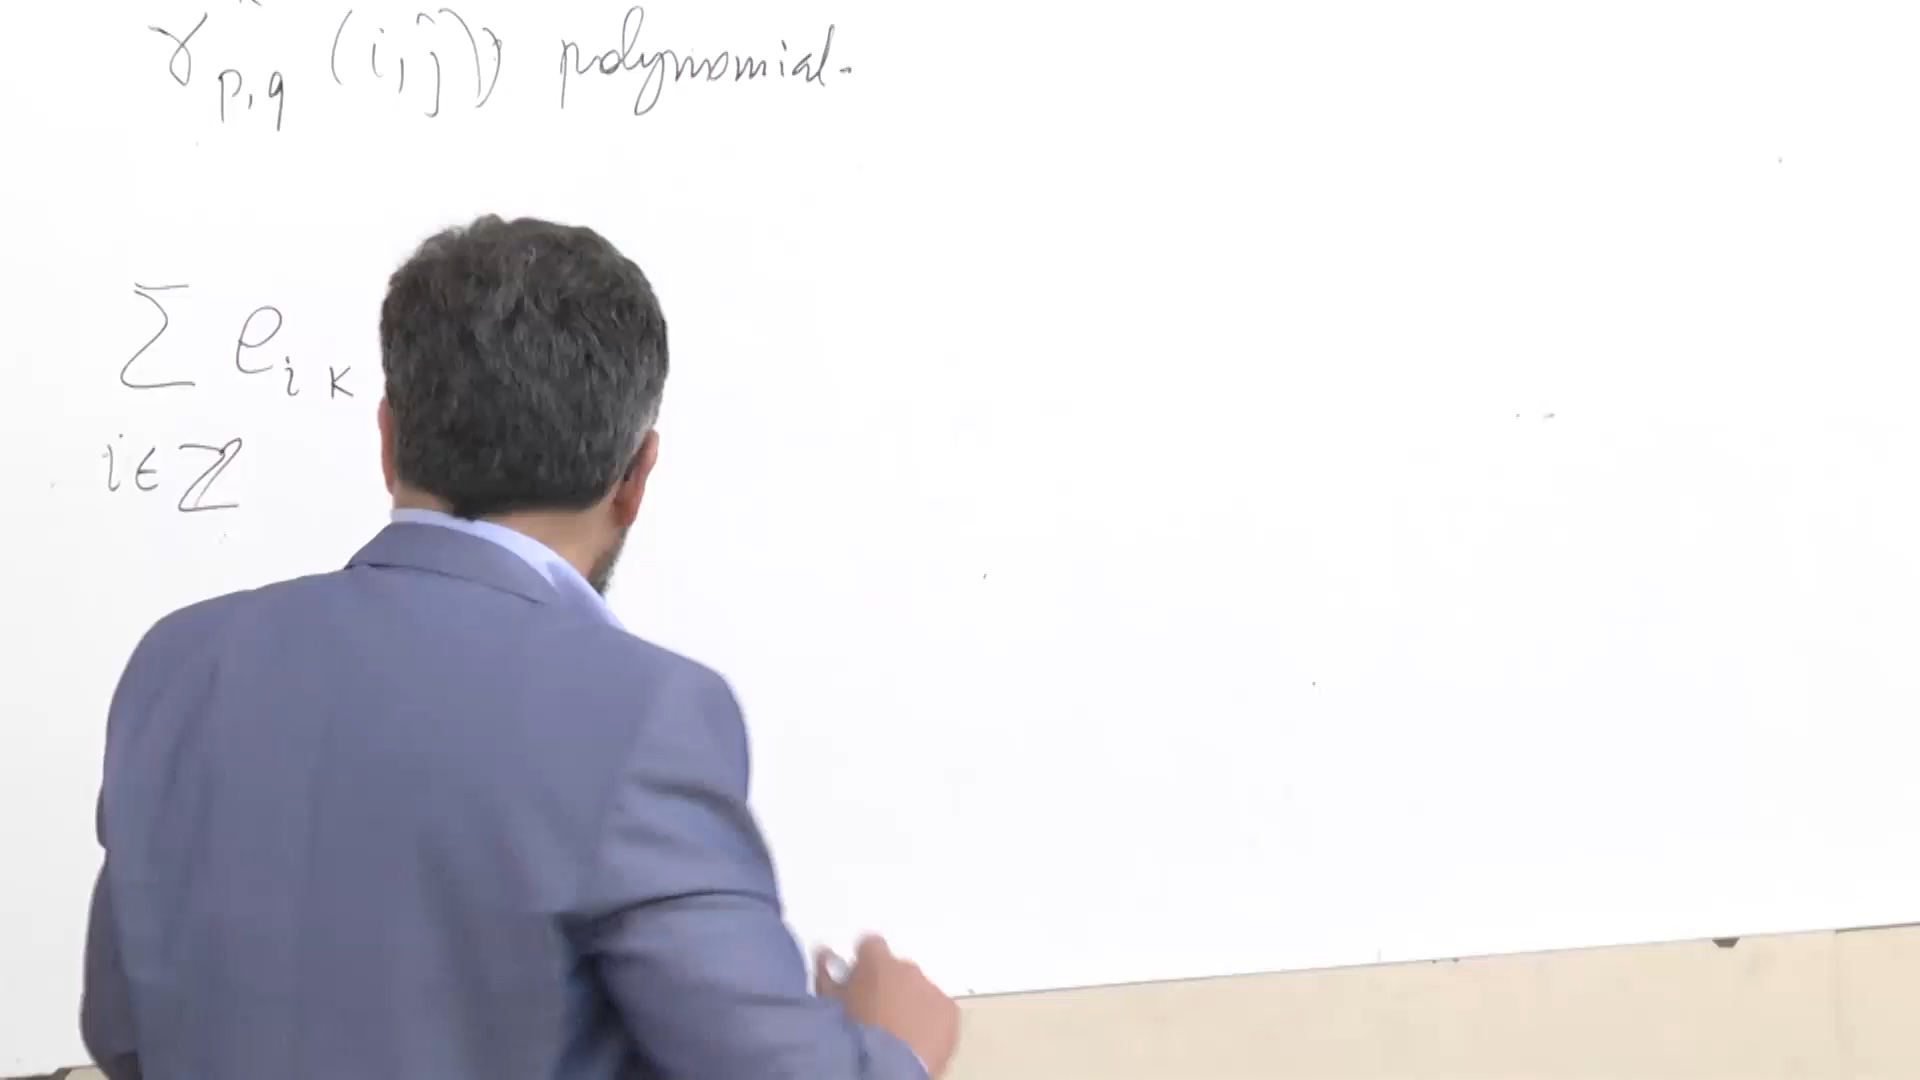 γ_{p,q} (i,j)) polynomial.
∑ e_{i k}
i ∈ ℤ